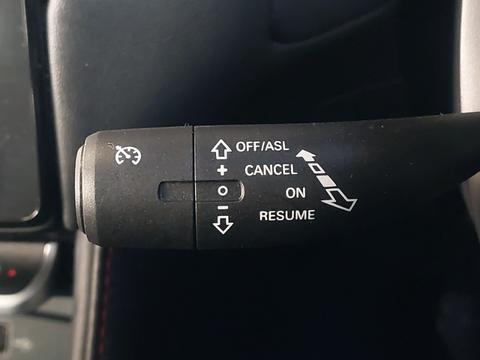 OFF/ASL
+ CANCEL
ON
- RESUME